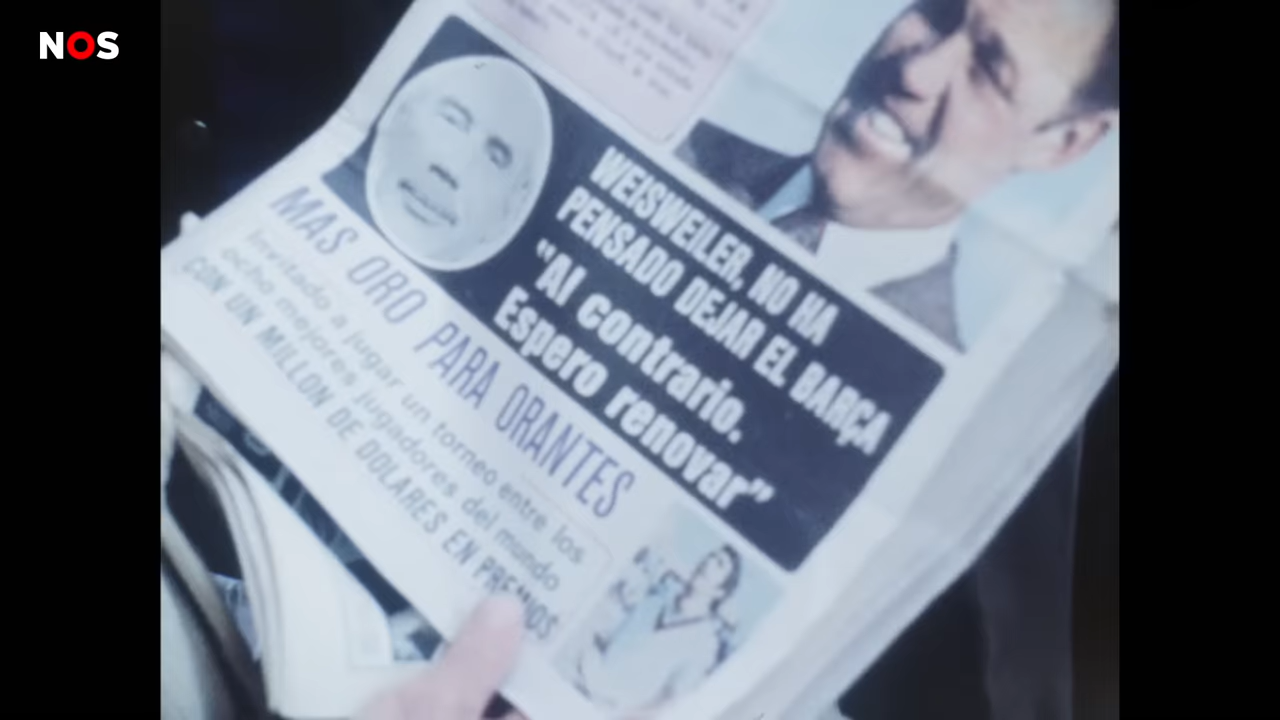 NOS
WEISWEILER, NO HA
PENSADO DEJAR EL BARÇA
"Al contrario.
Espero renovar"
MAS ORO PARA ORANTES
Invitado a jugar un torneo entre los
ocho mejores jugadores del mundo
CON UN MILLON DE DOLARES EN PREMIOS